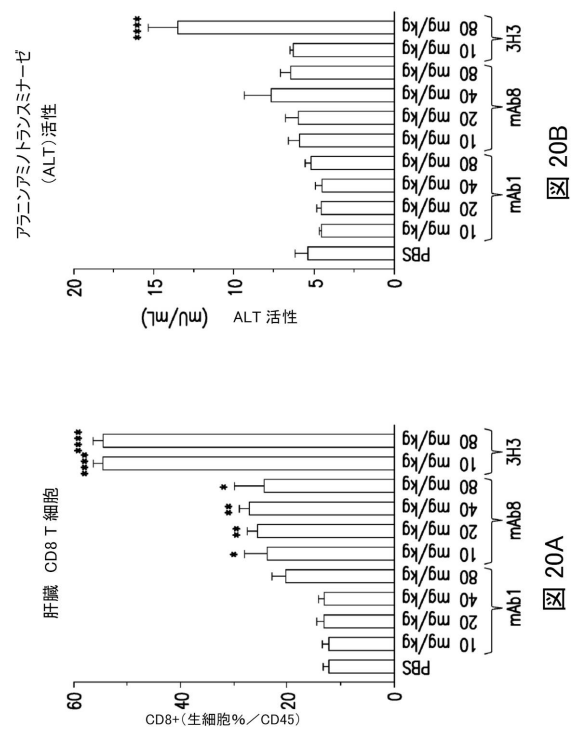 アラニンアミノトランスミナーゼ
(ALT)活性
ALT 活性 (mU/mL)
20
15
10
5
0
PBS
10 mg/kg
20 mg/kg
40 mg/kg
80 mg/kg
mAb1
10 mg/kg
20 mg/kg
40 mg/kg
80 mg/kg
mAb8
10 mg/kg
80 mg/kg
3H3
****
図 20B
肝臓 CD8 T 細胞
CD8+(生細胞%/CD45)
60
40
20
0
PBS
10 mg/kg
20 mg/kg
40 mg/kg
80 mg/kg
mAb1
*
**
**
*
10 mg/kg
20 mg/kg
40 mg/kg
80 mg/kg
mAb8
****
****
10 mg/kg
80 mg/kg
3H3
図 20A